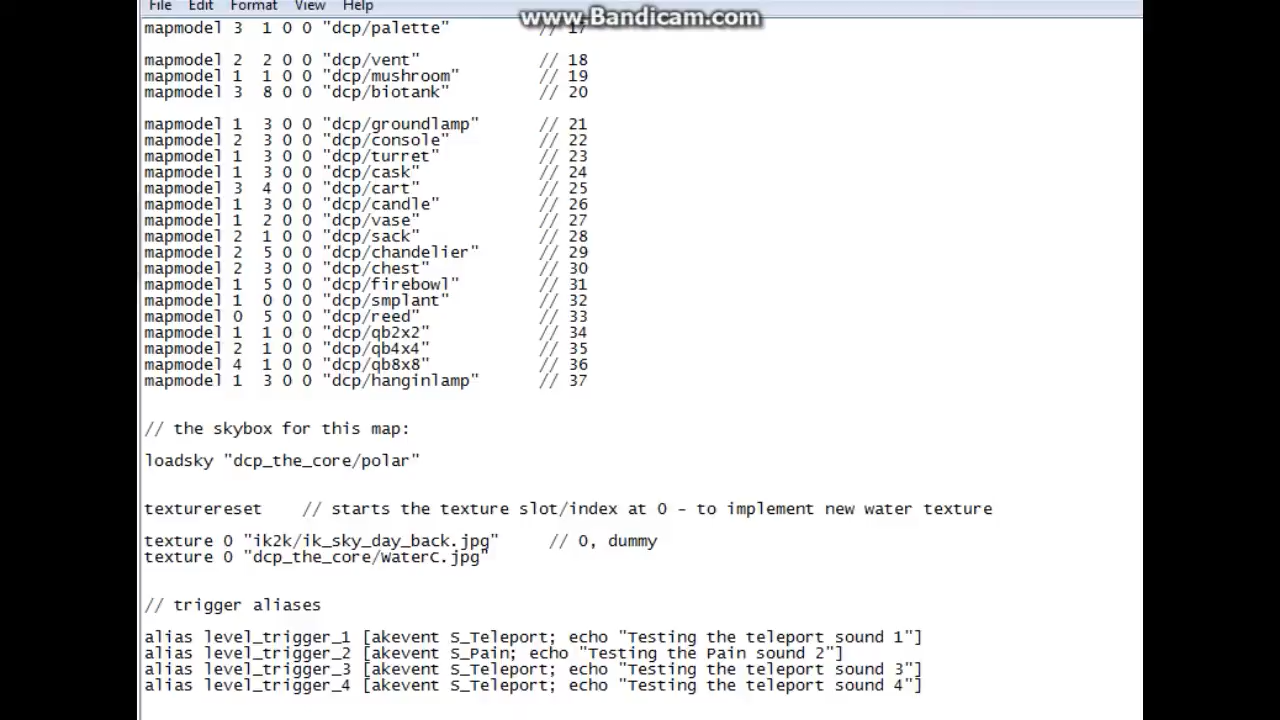 File Edit Format View Help
www.Bandicam.com
mapmodel 3 1 0 0 "dcp/palette" // 17
mapmodel 2 2 0 0 "dcp/vent" // 18
mapmodel 1 1 0 0 "dcp/mushroom" // 19
mapmodel 3 8 0 0 "dcp/biotank" // 20
mapmodel 1 3 0 0 "dcp/groundlamp" // 21
mapmodel 2 3 0 0 "dcp/console" // 22
mapmodel 1 3 0 0 "dcp/turret" // 23
mapmodel 1 3 0 0 "dcp/cask" // 24
mapmodel 3 4 0 0 "dcp/cart" // 25
mapmodel 1 3 0 0 "dcp/candle" // 26
mapmodel 1 2 0 0 "dcp/vase" // 27
mapmodel 2 1 0 0 "dcp/sack" // 28
mapmodel 2 5 0 0 "dcp/chandelier" // 29
mapmodel 2 3 0 0 "dcp/chest" // 30
mapmodel 1 5 0 0 "dcp/firebowl" // 31
mapmodel 1 0 0 0 "dcp/smplant" // 32
mapmodel 0 5 0 0 "dcp/reed" // 33
mapmodel 1 1 0 0 "dcp/qb2x2" // 34
mapmodel 2 1 0 0 "dcp/qb4x4" // 35
mapmodel 4 1 0 0 "dcp/qb8x8" // 36
mapmodel 1 3 0 0 "dcp/hanginlamp" // 37
// the skybox for this map:
loadsky "dcp_the_core/polar"
texturereset // starts the texture slot/index at 0 - to implement new water texture
texture 0 "ik2k/ik_sky_day_back.jpg" // 0, dummy
texture 0 "dcp_the_core/waterC.jpg"
// trigger aliases
alias level_trigger_1 [akevent S_Teleport; echo "Testing the teleport sound 1"]
alias level_trigger_2 [akevent S_Pain; echo "Testing the Pain sound 2"]
alias level_trigger_3 [akevent S_Teleport; echo "Testing the teleport sound 3"]
alias level_trigger_4 [akevent S_Teleport; echo "Testing the teleport sound 4"]